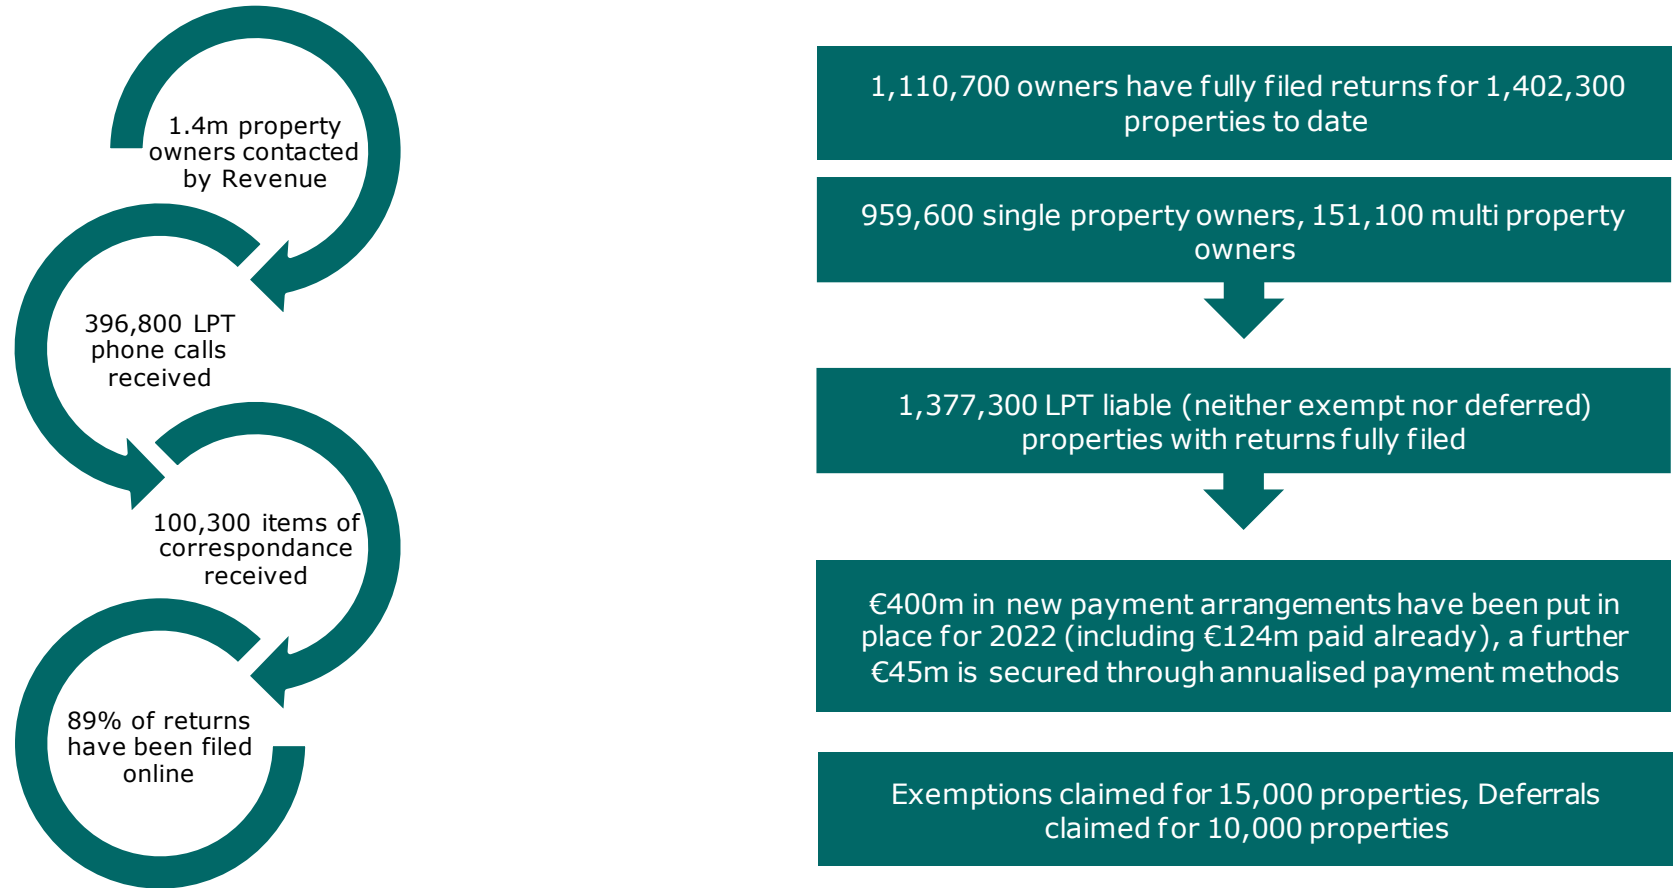 1.4m property
owners contacted
by Revenue
396,800 LPT
phone calls
received
100,300 items of
correspondance
received
89% of returns
have been filed
online
1,110,700 owners have fully filed returns for 1,402,300
properties to date
959,600 single property owners, 151,100 multi property
owners
1,377,300 LPT liable (neither exempt nor deferred)
properties with returns fully filed
€400m in new payment arrangements have been put in
place for 2022 (including €124m paid already), a further
€45m is secured through annualised payment methods
Exemptions claimed for 15,000 properties, Deferrals
claimed for 10,000 properties